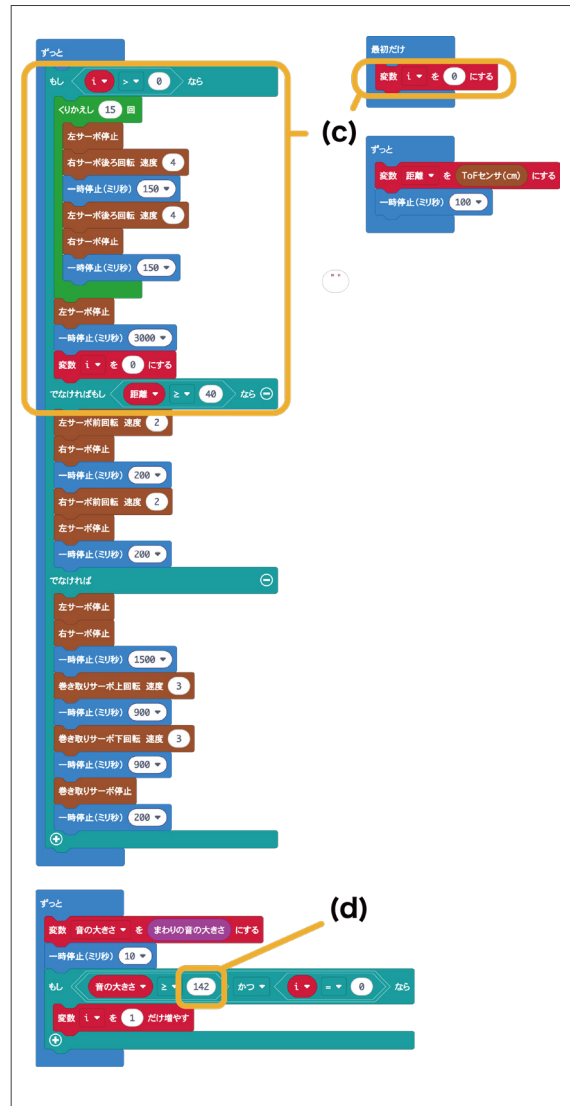 ずっと
もし i > 0 なら
くりかえし 15 回
左サーボ停止
右サーボ後ろ回転 速度 4
一時停止(ミリ秒) 150
左サーボ後ろ回転 速度 4
右サーボ停止
一時停止(ミリ秒) 150
左サーボ停止
一時停止(ミリ秒) 3000
変数 i を 0 にする
でなければもし 距離 ≥ 40 なら
左サーボ前回転 速度 2
右サーボ停止
一時停止(ミリ秒) 200
右サーボ前回転 速度 2
左サーボ停止
一時停止(ミリ秒) 200
でなければ
左サーボ停止
右サーボ停止
一時停止(ミリ秒) 1500
巻き取りサーボ上回転 速度 3
一時停止(ミリ秒) 900
巻き取りサーボ下回転 速度 3
一時停止(ミリ秒) 900
巻き取りサーボ停止
一時停止(ミリ秒) 200
最初だけ
変数 i を 0 にする
(c)
ずっと
変数 距離 を ToFセンサ(cm) にする
一時停止(ミリ秒) 100
ずっと
変数 音の大きさ を まわりの音の大きさ にする
一時停止(ミリ秒) 10
もし 音の大きさ ≥ 142 かつ i = 0 なら
変数 i を 1 だけ増やす
(d)